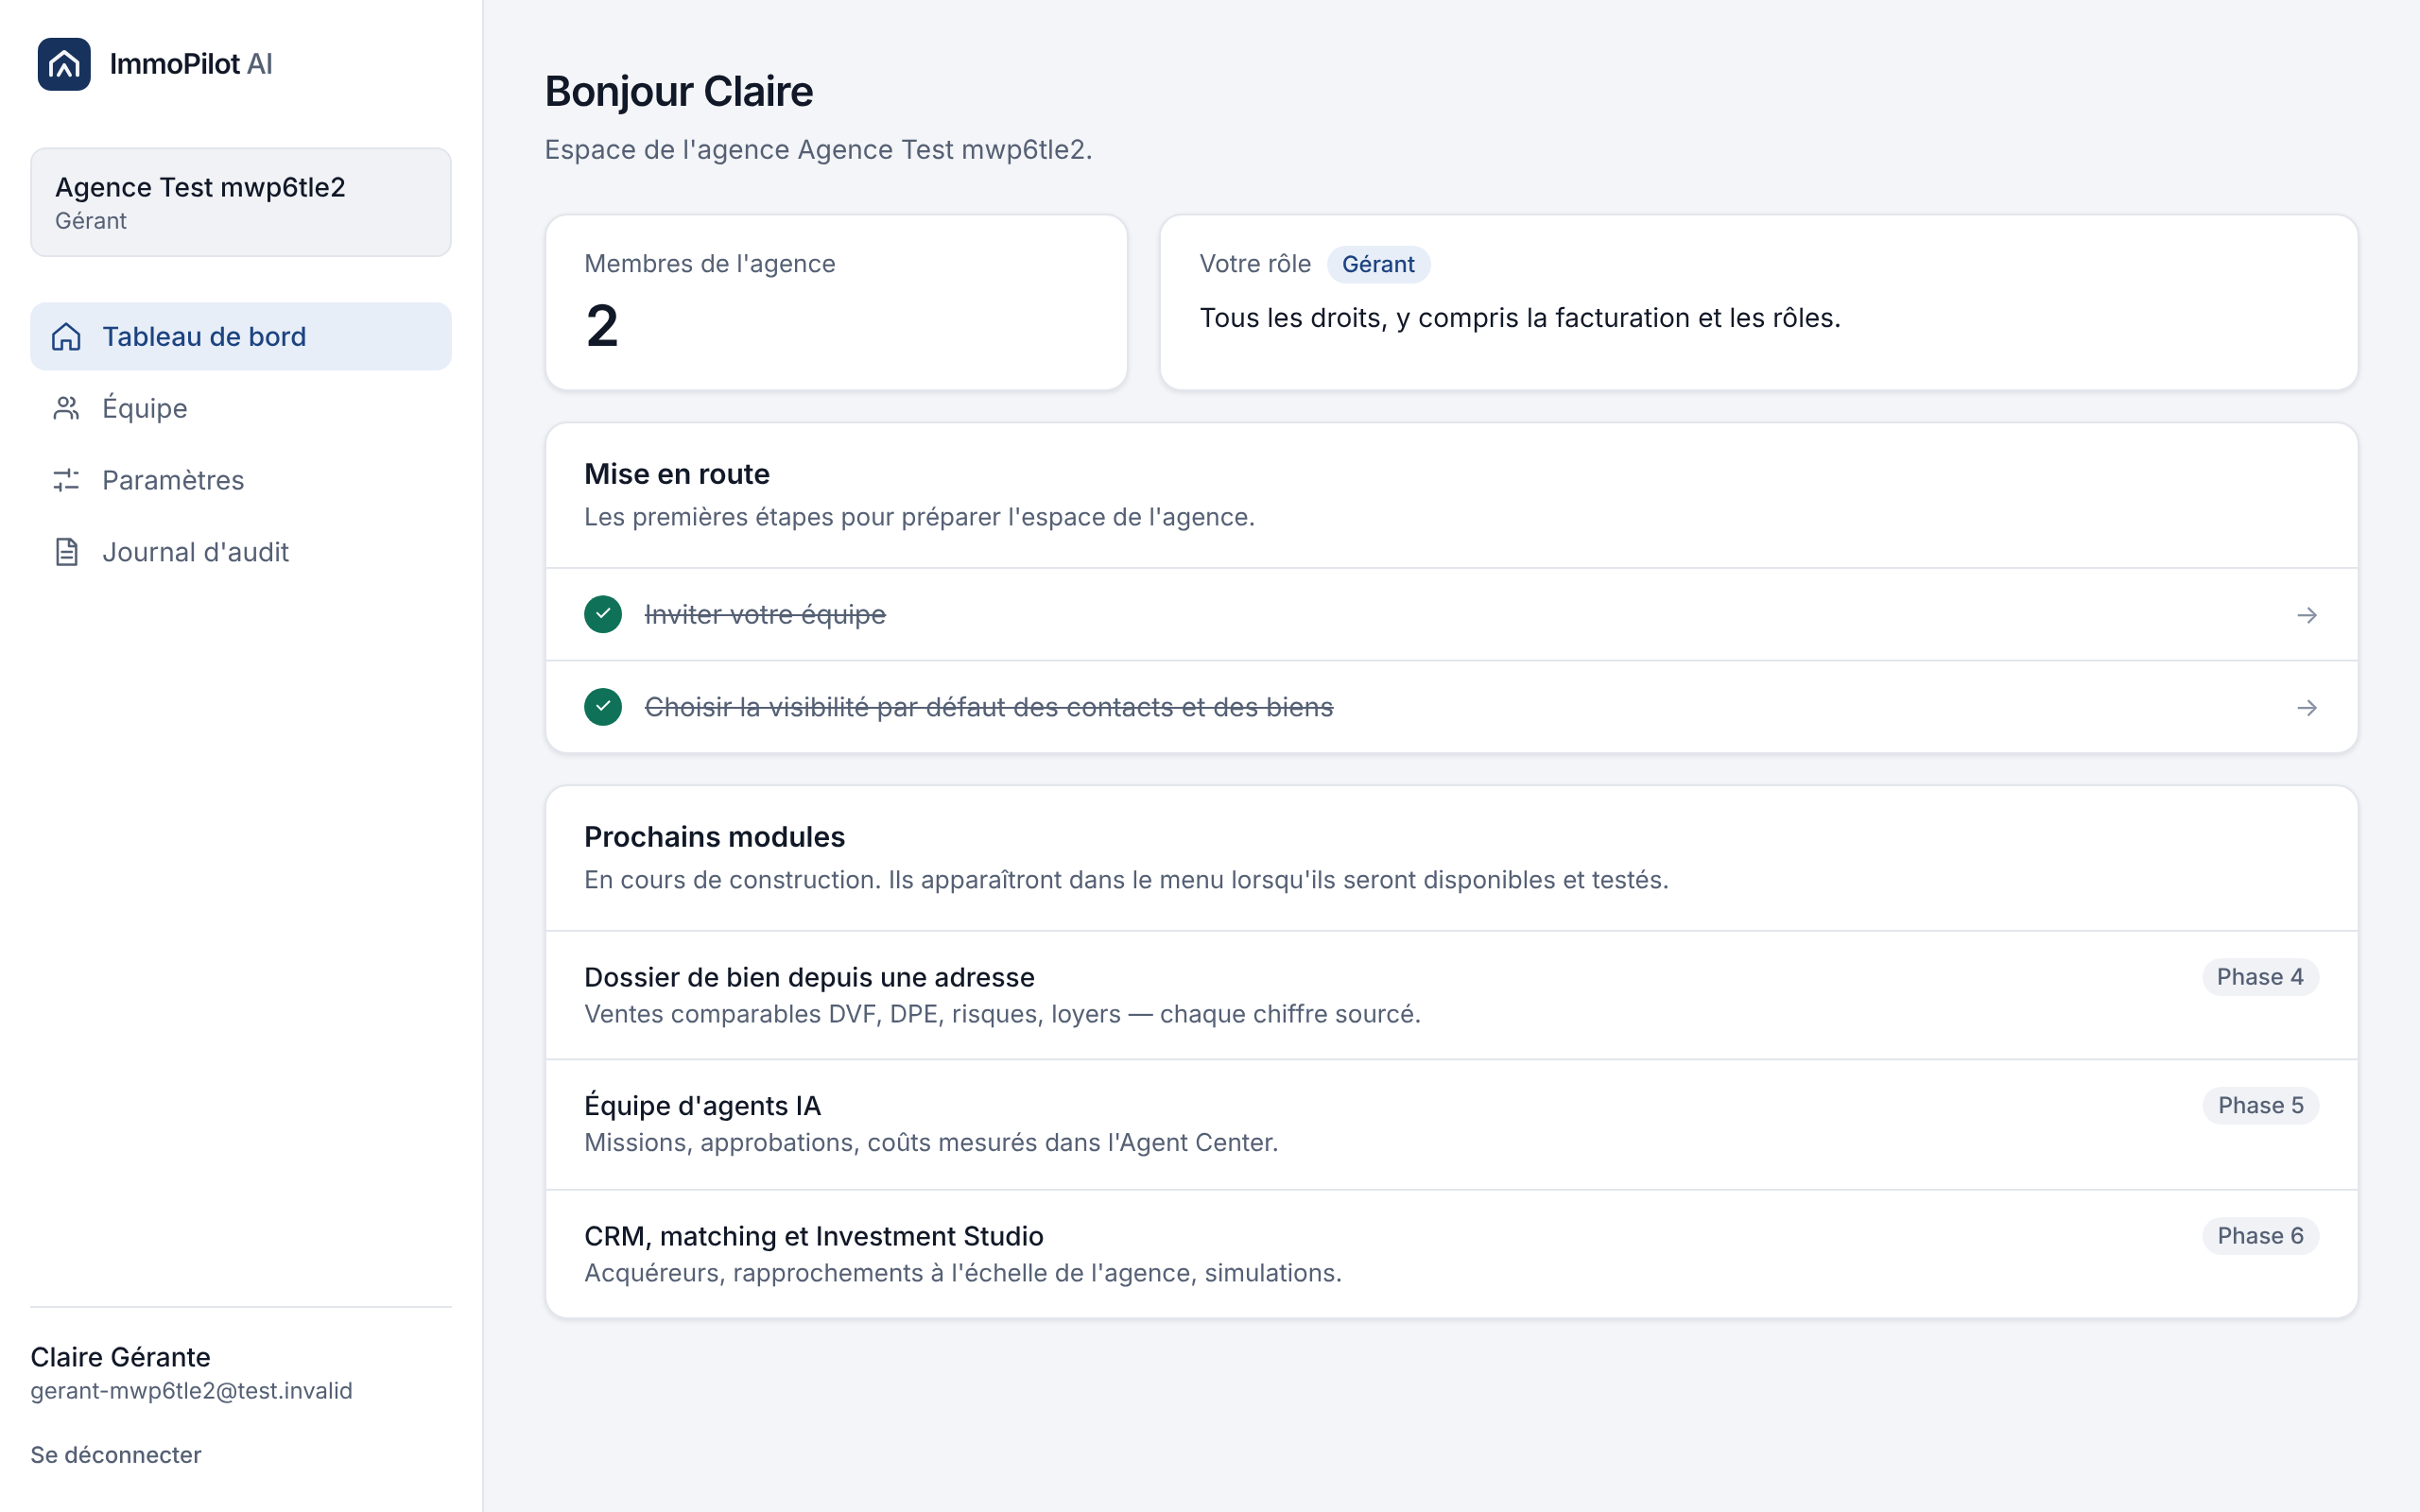 ImmoPilot AI
Agence Test mwp6tle2
Gérant
Tableau de bord
Équipe
Paramètres
Journal d'audit
Claire Gérante
gerant-mwp6tle2@test.invalid
Se déconnecter
Bonjour Claire
Espace de l'agence Agence Test mwp6tle2.
Membres de l'agence
2
Votre rôle Gérant
Tous les droits, y compris la facturation et les rôles.
Mise en route
Les premières étapes pour préparer l'espace de l'agence.
Inviter votre équipe
Choisir la visibilité par défaut des contacts et des biens
Prochains modules
En cours de construction. Ils apparaîtront dans le menu lorsqu'ils seront disponibles et testés.
Dossier de bien depuis une adresse
Phase 4
Ventes comparables DVF, DPE, risques, loyers — chaque chiffre sourcé.
Équipe d'agents IA
Phase 5
Missions, approbations, coûts mesurés dans l'Agent Center.
CRM, matching et Investment Studio
Phase 6
Acquéreurs, rapprochements à l'échelle de l'agence, simulations.